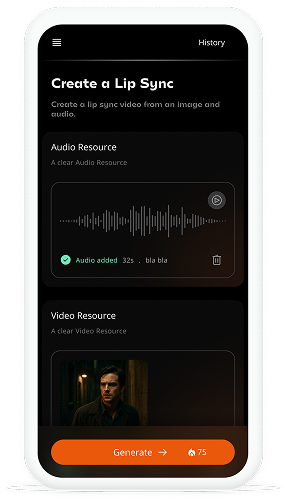 History
Create a Lip Sync
Create a lip sync video from an image and
audio.
Audio Resource
A clear Audio Resource
Audio added 32s . bla bla
Video Resource
A clear Video Resource
Generate → 75